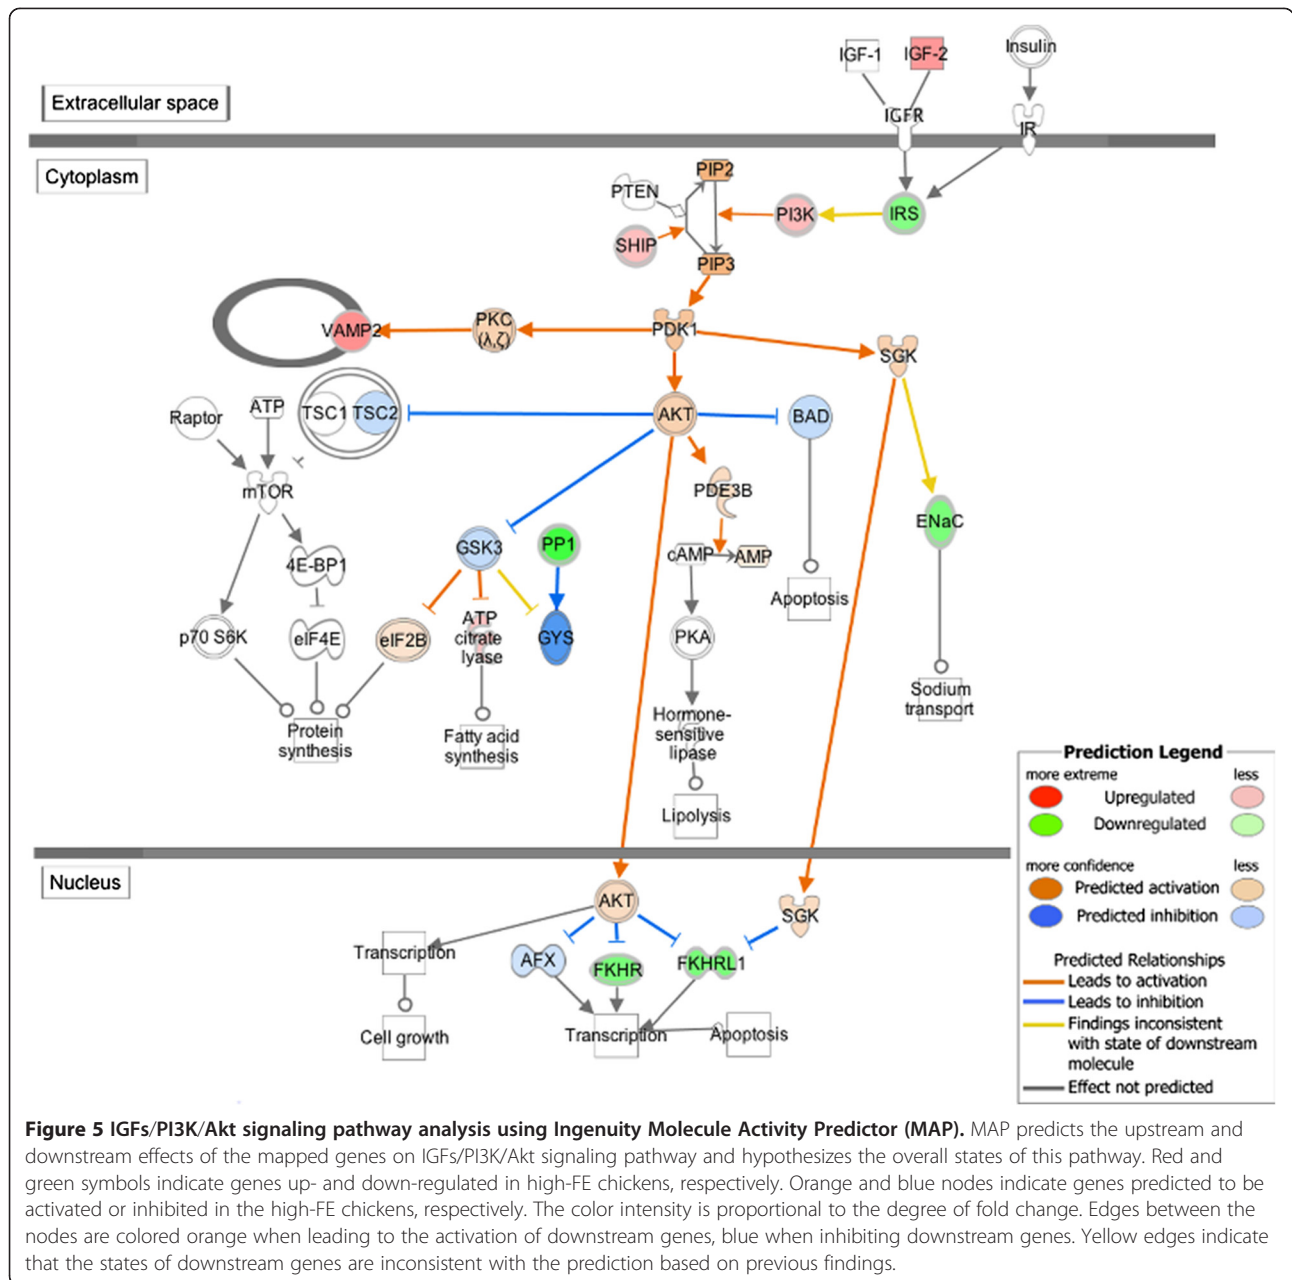 IGF-1
IGF-2
Insulin
Extracellular space
IGFR
IR
Cytoplasm
PTEN
PIP2
PI3K
IRS
SHIP
PIP3
VAMP2
PKC
(λ,ζ)
PDK1
SGK
Raptor
ATP
TSC1
TSC2
AKT
BAD
mTOR
PDE3B
ENaC
4E-BP1
GSK3
PP1
cAMP
AMP
Apoptosis
p70 S6K
eIF4E
eIF2B
ATP
citrate
lyase
GYS
PKA
Sodium
transport
Protein
synthesis
Fatty acid
synthesis
Hormone-
sensitive
lipase
Lipolysis
Prediction Legend
more extreme less
Upregulated
Downregulated
more confidence less
Predicted activation
Predicted inhibition
Predicted Relationships
Leads to activation
Leads to inhibition
Findings inconsistent
with state of downstream
molecule
Effect not predicted
Nucleus
AKT
SGK
Transcription
AFX
FKHR
FKHRL1
Cell growth
Transcription
Apoptosis
Figure 5 IGFs/PI3K/Akt signaling pathway analysis using Ingenuity Molecule Activity Predictor (MAP). MAP predicts the upstream and
downstream effects of the mapped genes on IGFs/PI3K/Akt signaling pathway and hypothesizes the overall states of this pathway. Red and
green symbols indicate genes up- and down-regulated in high-FE chickens, respectively. Orange and blue nodes indicate genes predicted to be
activated or inhibited in the high-FE chickens, respectively. The color intensity is proportional to the degree of fold change. Edges between the
nodes are colored orange when leading to the activation of downstream genes, blue when inhibiting downstream genes. Yellow edges indicate
that the states of downstream genes are inconsistent with the prediction based on previous findings.